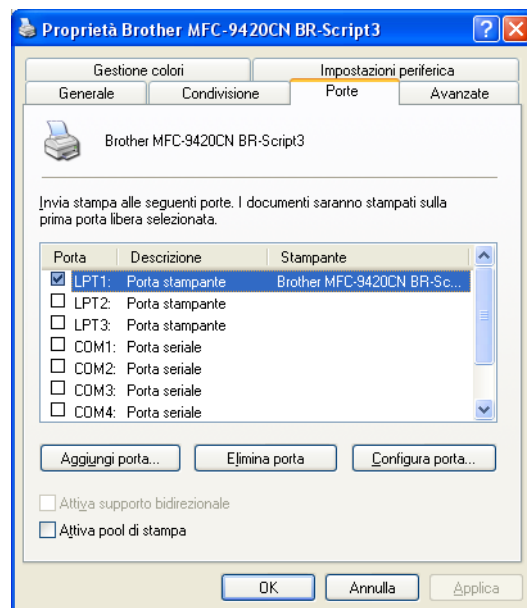 Proprietà Brother MFC-9420CN BR-Script3
Gestione colori Impostazioni periferica
Generale Condivisione Porte Avanzate
Brother MFC-9420CN BR-Script3
Invia stampa alle seguenti porte. I documenti saranno stampati sulla
prima porta libera selezionata.
Porta Descrizione Stampante
LPT1: Porta stampante Brother MFC-9420CN BR-Sc...
LPT2: Porta stampante
LPT3: Porta stampante
COM1: Porta seriale
COM2: Porta seriale
COM3: Porta seriale
COM4: Porta seriale
Aggiungi porta... Elimina porta Configura porta...
Attiva supporto bidirezionale
Attiva pool di stampa
OK Annulla Applica